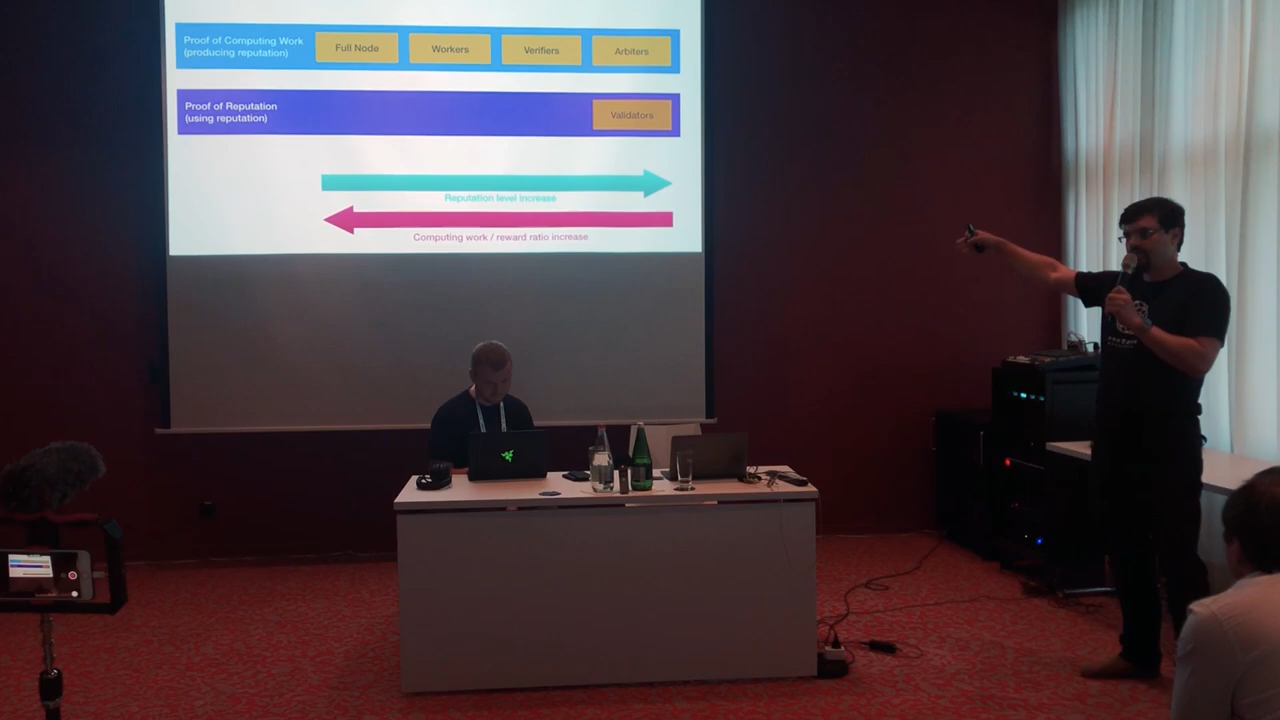 Proof of Computing Work
(producing reputation)
Full Node
Workers
Verifiers
Arbiters
Proof of Reputation
(using reputation)
Validators
Reputation level increase
Computing work / reward ratio increase